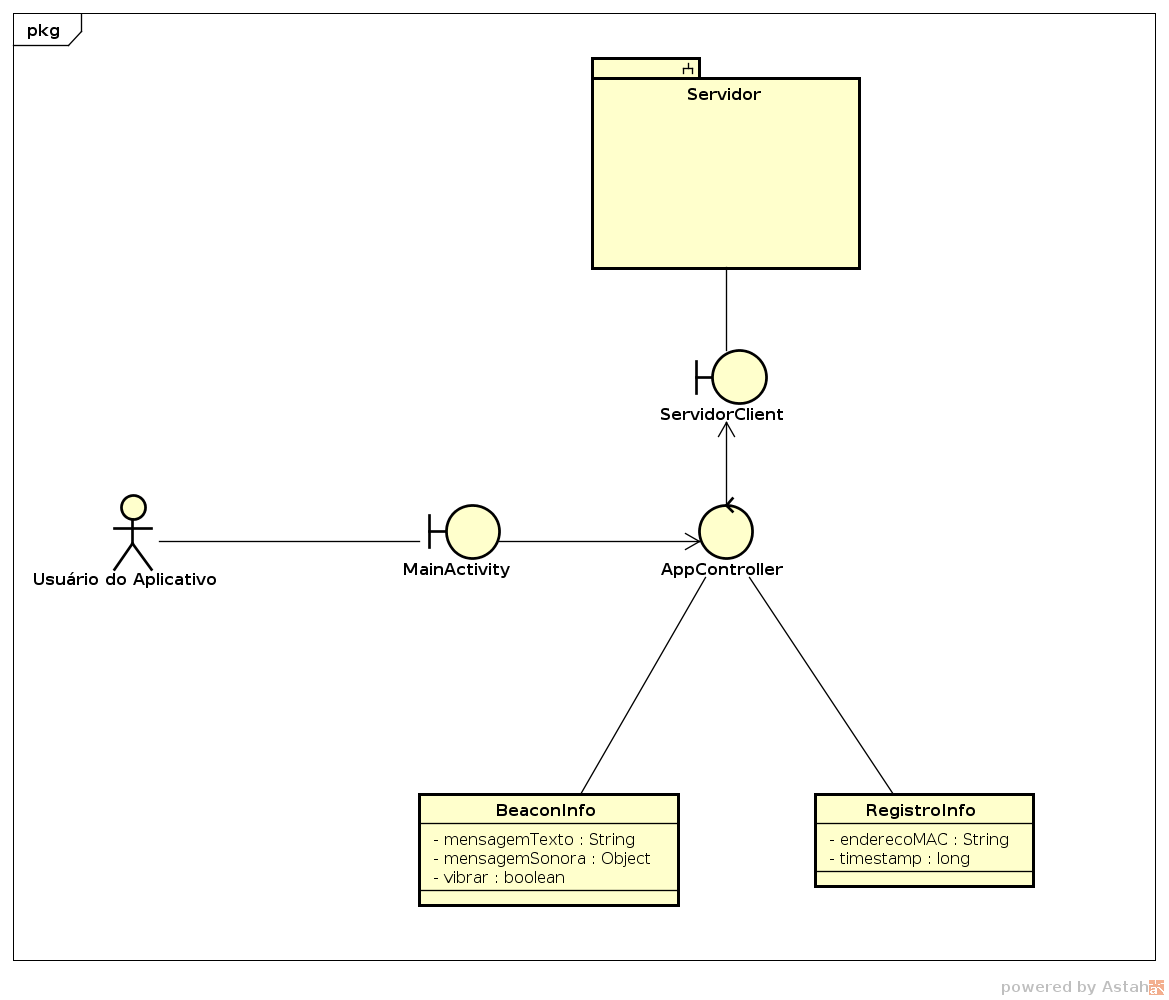 pkg
Servidor
ServidorClient
Usuário do Aplicativo
MainActivity
AppController
BeaconInfo
- mensagemTexto : String
- mensagemSonora : Object
- vibrar : boolean
RegistroInfo
- enderecoMAC : String
- timestamp : long
powered by Astah